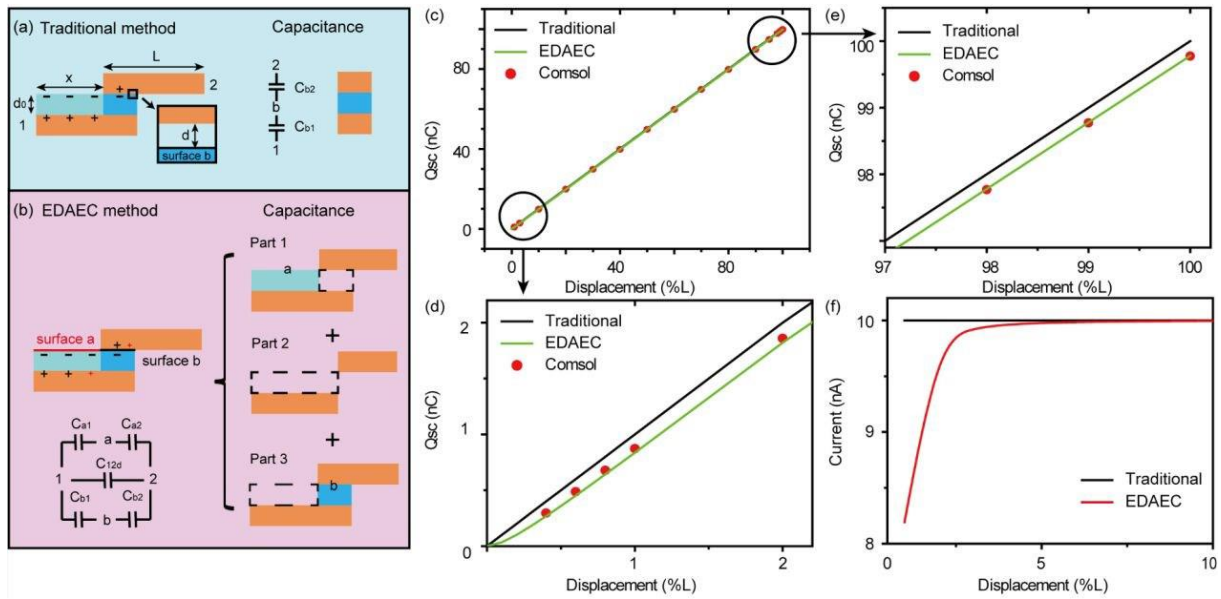 (a) Traditional method
Capacitance
L
x
2
+
d₀
- - - -
1
+ + +
d
surface b
2
Cb2
b
Cb1
1
(b) EDAEC method
Capacitance
Part 1
a
+
Part 2
+
Part 3
b
surface a
+ +
surface b
- - - -
+ + +
Ca1 a Ca2
1 C12d 2
Cb1 b Cb2
(c)
Traditional
EDAEC
Comsol
Qsc (nC)
80
40
0
0 40 80
Displacement (%L)
(d)
Traditional
EDAEC
Comsol
Qsc (nC)
2
1
0
1 2
Displacement (%L)
(e)
Traditional
EDAEC
Comsol
Qsc (nC)
100
99
98
97 98 99 100
Displacement (%L)
(f)
Current (nA)
10
9
8
Traditional
EDAEC
5 10
Displacement (%L)